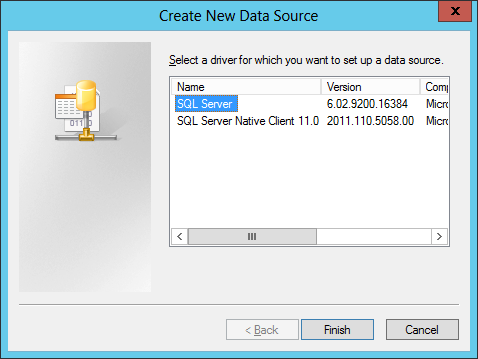 Create New Data Source
x
Select a driver for which you want to set up a data source.
Name Version Comp
SQL Server 6.02.9200.16384 Micro
SQL Server Native Client 11.0 2011.110.5058.00 Micro
< Back Finish Cancel